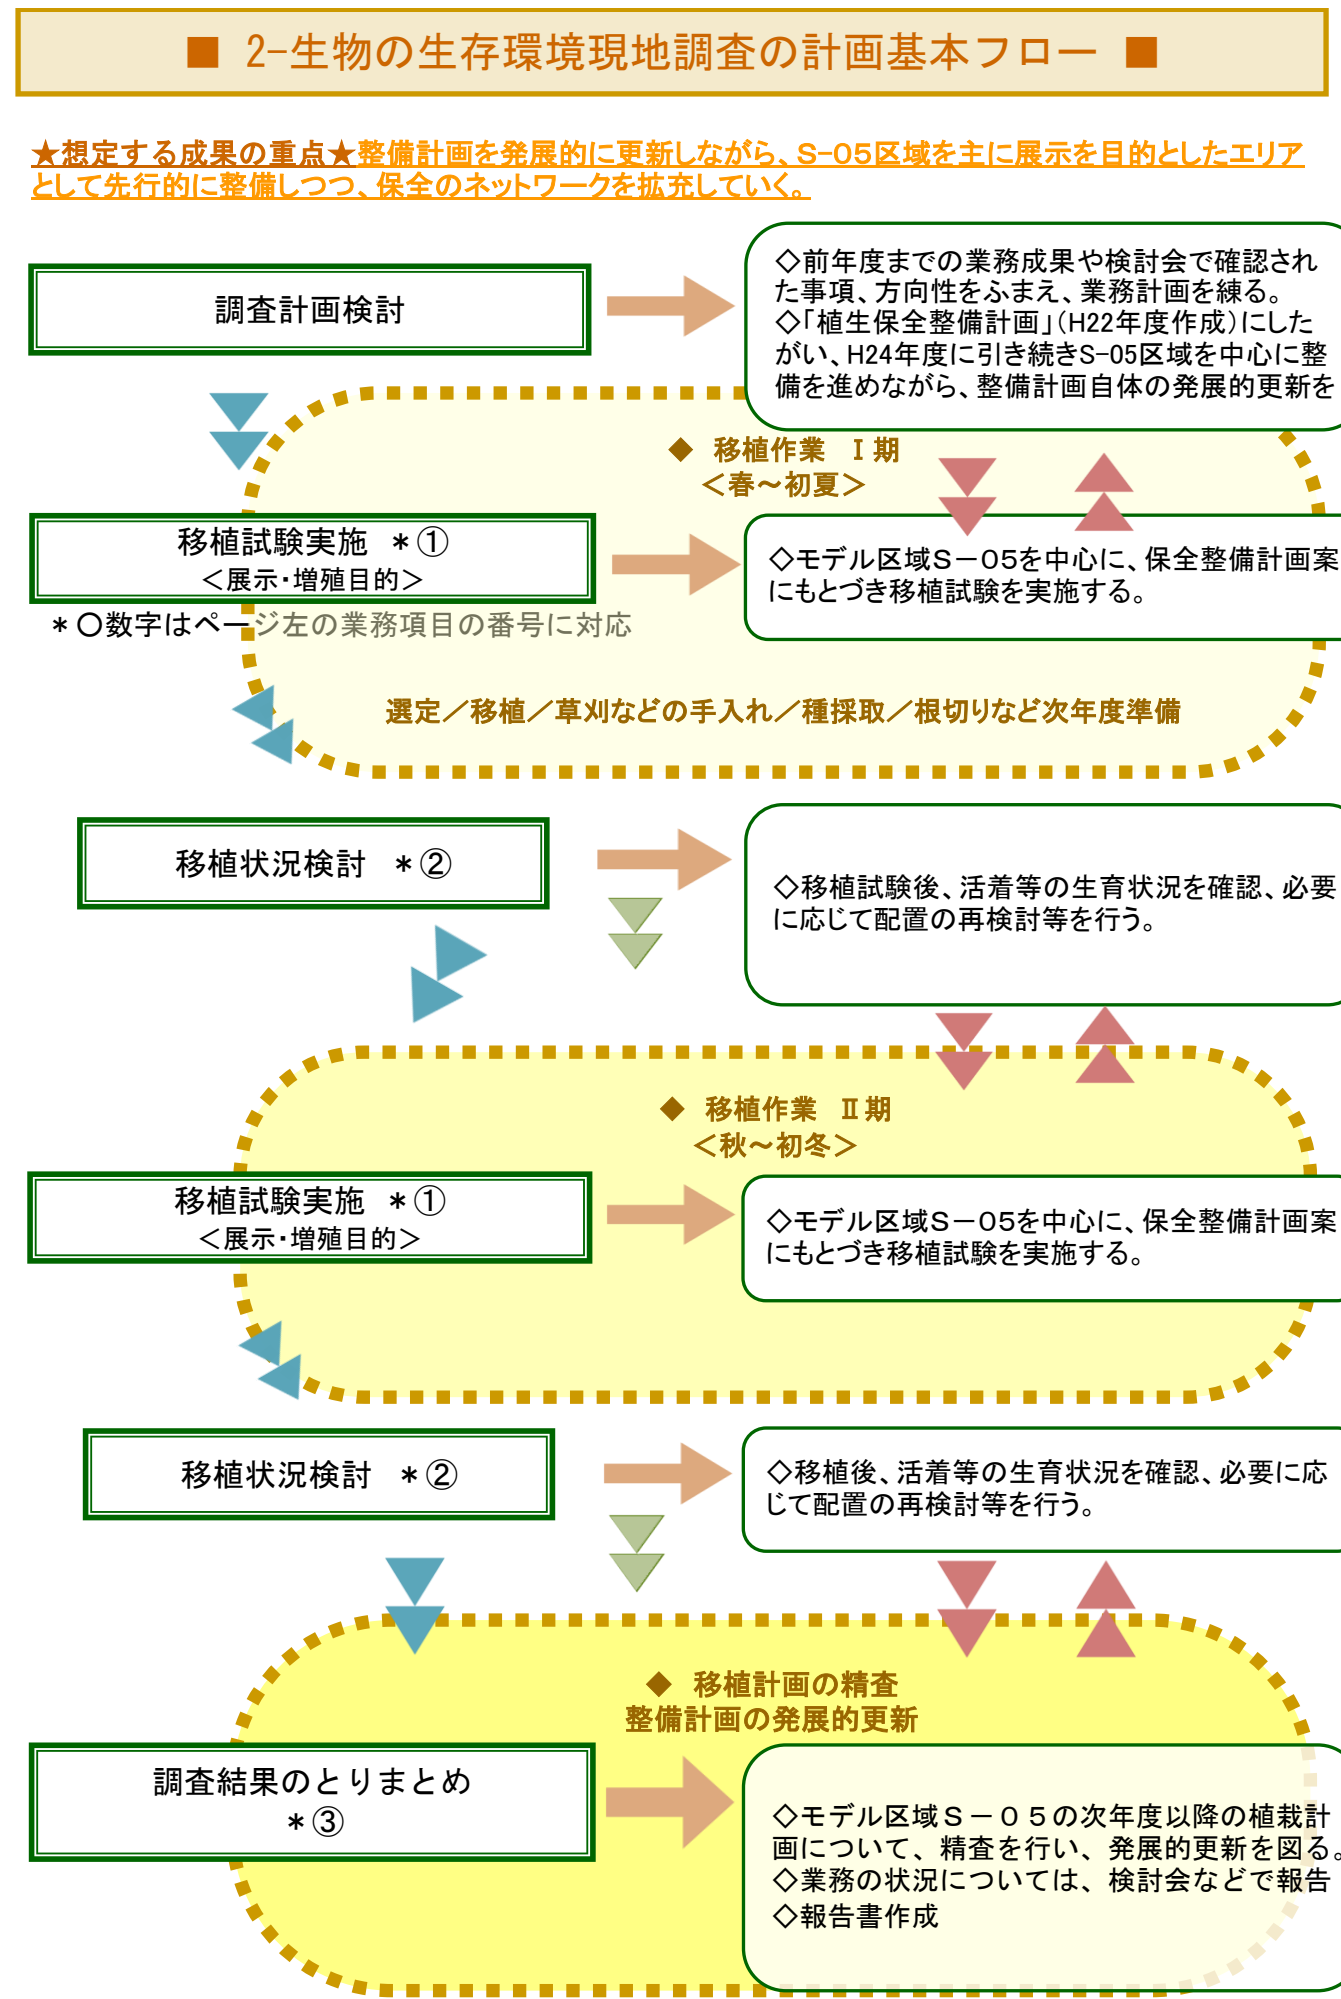 ■ 2-生物の生存環境現地調査の計画基本フロー ■
★想定する成果の重点★整備計画を発展的に更新しながら、S-05区域を主に展示を目的としたエリア
として先行的に整備しつつ、保全のネットワークを拡充していく。
調査計画検討
◇前年度までの業務成果や検討会で確認され
た事項、方向性をふまえ、業務計画を練る。
◇「植生保全整備計画」（H22年度作成）にした
がい、H24年度に引き続きS-05区域を中心に整
備を進めながら、整備計画自体の発展的更新を
◆ 移植作業 Ⅰ期
＜春～初夏＞
移植試験実施 ＊①
＜展示・増殖目的＞
◇モデル区域S－05を中心に、保全整備計画案
にもとづき移植試験を実施する。
＊〇数字はページ左の業務項目の番号に対応
選定／移植／草刈などの手入れ／種採取／根切りなど次年度準備
移植状況検討 ＊②
◇移植試験後、活着等の生育状況を確認、必要
に応じて配置の再検討等を行う。
◆ 移植作業 Ⅱ期
＜秋～初冬＞
移植試験実施 ＊①
＜展示・増殖目的＞
◇モデル区域S－05を中心に、保全整備計画案
にもとづき移植試験を実施する。
移植状況検討 ＊②
◇移植後、活着等の生育状況を確認、必要に応
じて配置の再検討等を行う。
◆ 移植計画の精査
整備計画の発展的更新
調査結果のとりまとめ
＊③
◇モデル区域Ｓ－０５の次年度以降の植栽計
画について、精査を行い、発展的更新を図る。
◇業務の状況については、検討会などで報告
◇報告書作成